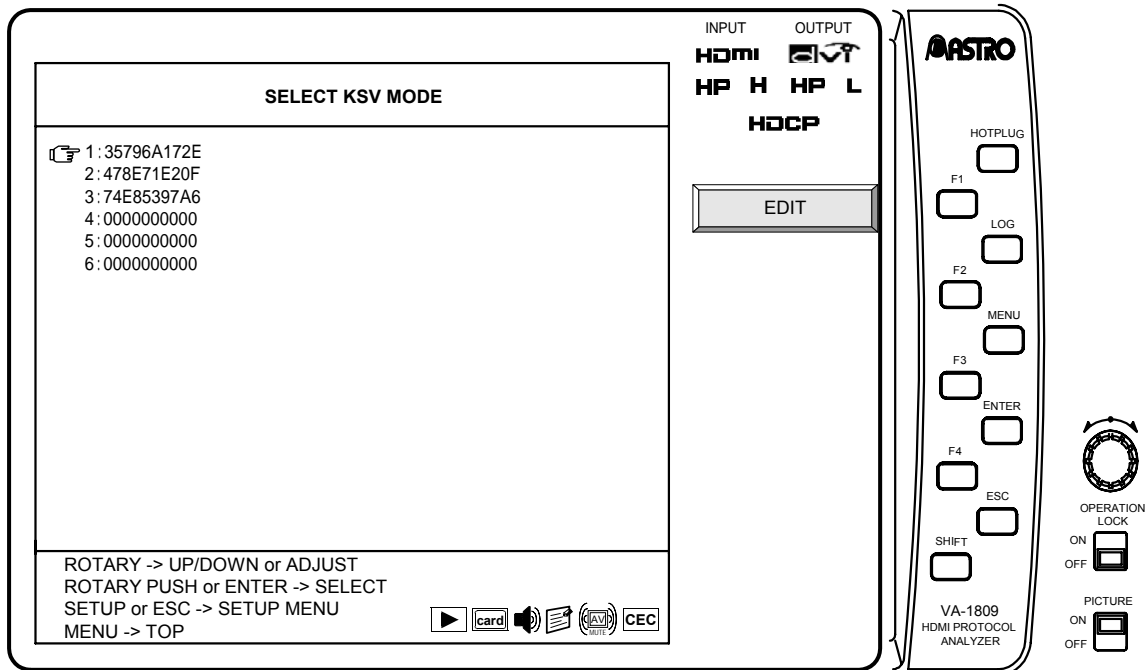 INPUT OUTPUT
HDMI DVI
HP H HP L
HDCP
SELECT KSV MODE
1:35796A172E
2:478E71E20F
3:74E85397A6
4:0000000000
5:0000000000
6:0000000000
EDIT
ROTARY -> UP/DOWN or ADJUST
ROTARY PUSH or ENTER -> SELECT
SETUP or ESC -> SETUP MENU
MENU -> TOP
card
AV
MUTE
CEC
ASTRO
HOTPLUG
F1
LOG
F2
MENU
F3
ENTER
F4
ESC
SHIFT
VA-1809
HDMI PROTOCOL
ANALYZER
OPERATION
LOCK
ON
OFF
PICTURE
ON
OFF